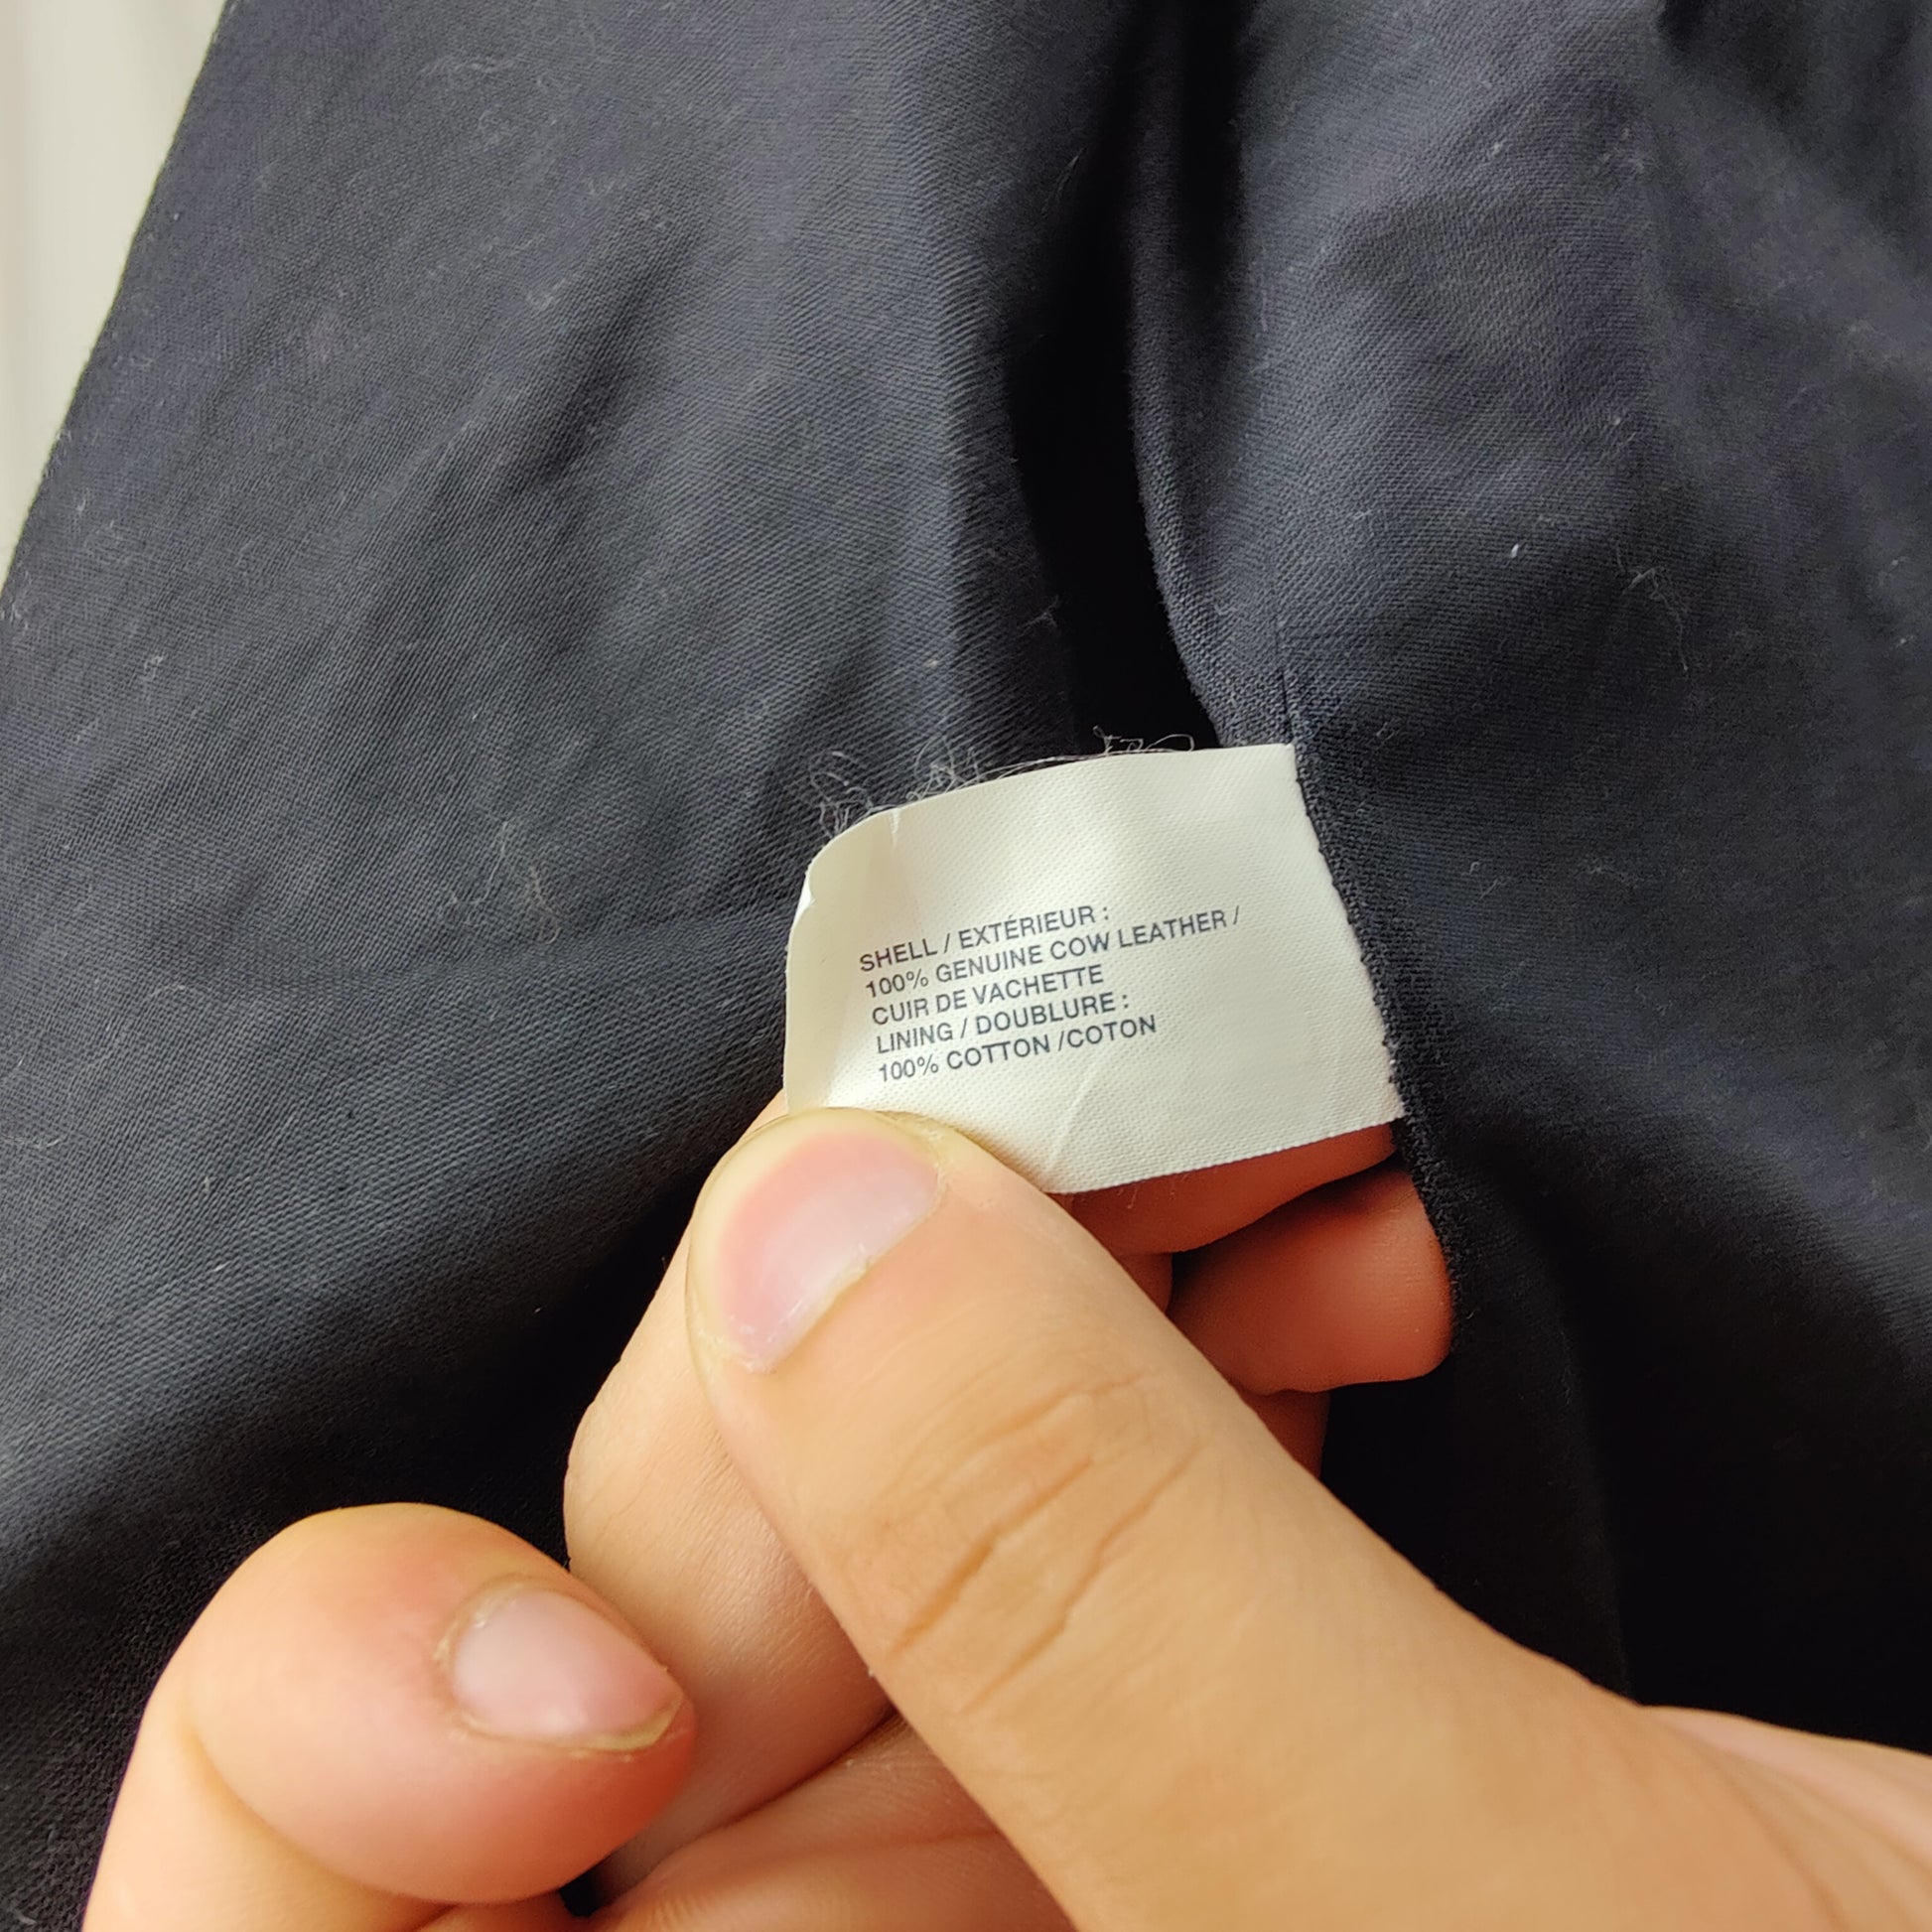 SHELL / EXTÉRIEUR :
100% GENUINE COW LEATHER /
CUIR DE VACHETTE
LINING / DOUBLURE :
100% COTTON /COTON